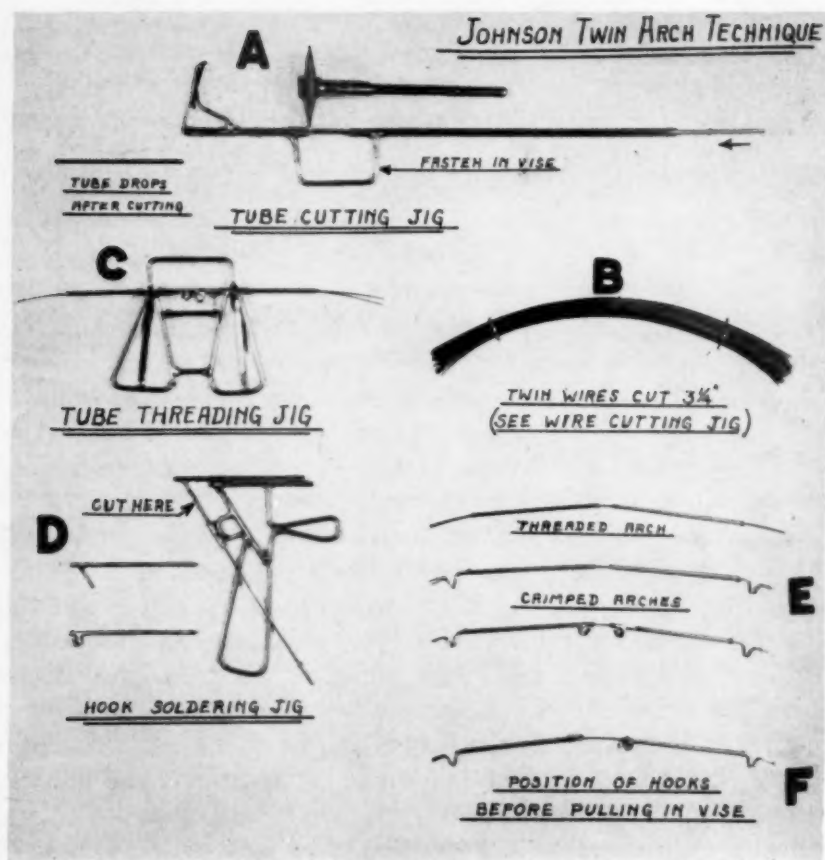 JOHNSON TWIN ARCH TECHNIQUE
A
FASTEN IN VISE
TUBE DROPS
AFTER CUTTING
TUBE CUTTING JIG
C
TUBE THREADING JIG
B
TWIN WIRES CUT 3¼"
(SEE WIRE CUTTING JIG)
D
CUT HERE
HOOK SOLDERING JIG
THREADED ARCH
E
CRIMPED ARCHES
F
POSITION OF HOOKS
BEFORE PULLING IN VISE